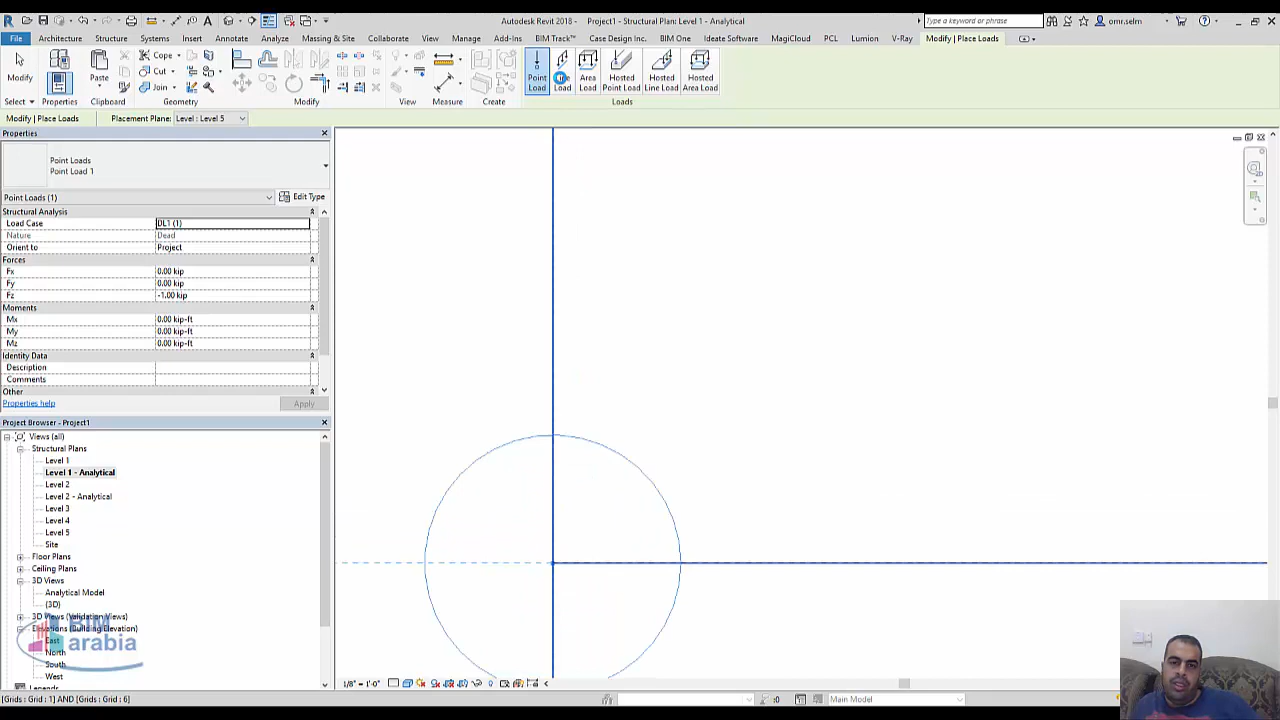 Autodesk Revit 2018 - Project1 - Structural Plan: Level 1 - Analytical
Type a keyword or phrase
omr.selm
File Architecture Structure Systems Insert Annotate Analyze Massing & Site Collaborate View Manage Add-Ins BIM Track™ Case Design Inc. BIM One Ideate Software MagiCloud PCL Lumion V-Ray Modify | Place Loads
Modify
Paste
Cope
Cut
Join
Point Load
Load
Area Load
Hosted Point Load
Hosted Line Load
Hosted Area Load
Select Properties Clipboard Geometry Modify View Measure Create Loads
Modify | Place Loads Placement Plane: Level : Level 5
Properties
Point Loads
Point Load 1
Point Loads (1) Edit Type
Structural Analysis
Load Case DL1 (1)
Nature Dead
Orient to Project
Forces
Fx 0.00 kip
Fy 0.00 kip
Fz -1.00 kip
Moments
Mx 0.00 kip-ft
My 0.00 kip-ft
Mz 0.00 kip-ft
Identity Data
Description
Comments
Other
Properties help Apply
Project Browser - Project1
Views (all)
Structural Plans
Level 1
Level 1 - Analytical
Level 2
Level 2 - Analytical
Level 3
Level 4
Level 5
Site
Floor Plans
Ceiling Plans
3D Views
Analytical Model
{3D}
3D Views (Validation Views)
Elevations (Building Elevation)
East
North
South
West
Legends
BIM
arabia
1/8" = 1'-0"
[Grids : Grid : 1] AND [Grids : Grid : 6] :0 Main Model